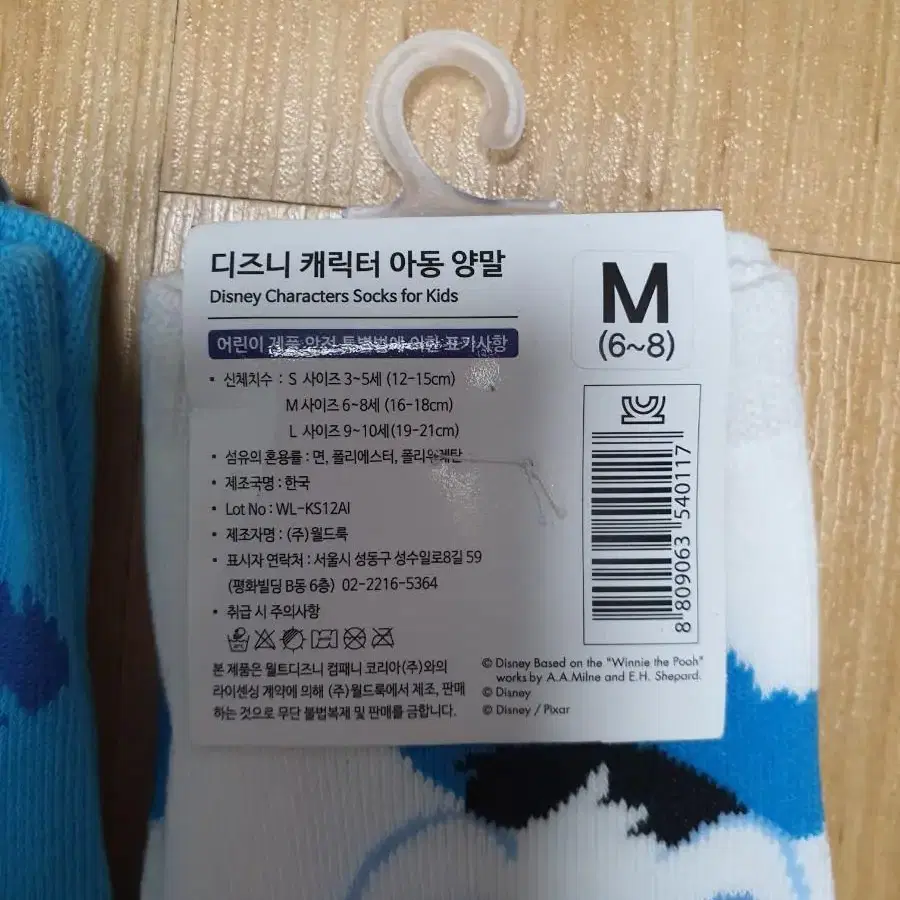 디즈니 캐릭터 아동 양말
Disney Characters Socks for Kids
어린이 제품 안전 특별법에 의한 표기사항
• 신체치수 : S 사이즈 3~5세 (12-15cm)
M 사이즈 6~8세 (16-18cm)
L 사이즈 9~10세(19-21cm)
• 섬유의 혼용률 : 면, 폴리에스터, 폴리우레탄
• 제조국명 : 한국
• Lot No : WL-KS12AI
• 제조자명 : (주)월드룩
• 표시자 연락처 : 서울시 성동구 성수일로8길 59
(평화빌딩 B동 6층) 02-2216-5364
• 취급 시 주의사항
본 제품은 월트디즈니 컴패니 코리아(주)와의
라이센싱 계약에 의해 (주)월드룩에서 제조, 판매
하는 것으로 무단 불법복제 및 판매를 금합니다.
M
(6~8)
8 809063 540117
© Disney Based on the "Winnie the Pooh"
works by A.A.Milne and E.H. Shepard.
© Disney
© Disney / Pixar